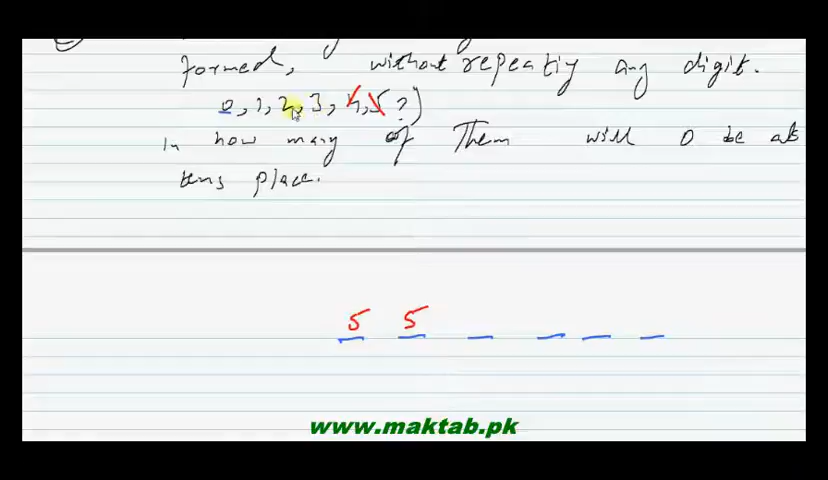 formed, without repeatiy any digit.
0, 1, 2, 3, 4, 5 ?)
In how many of Them will 0 be at
tens place.
5 5
www.maktab.pk